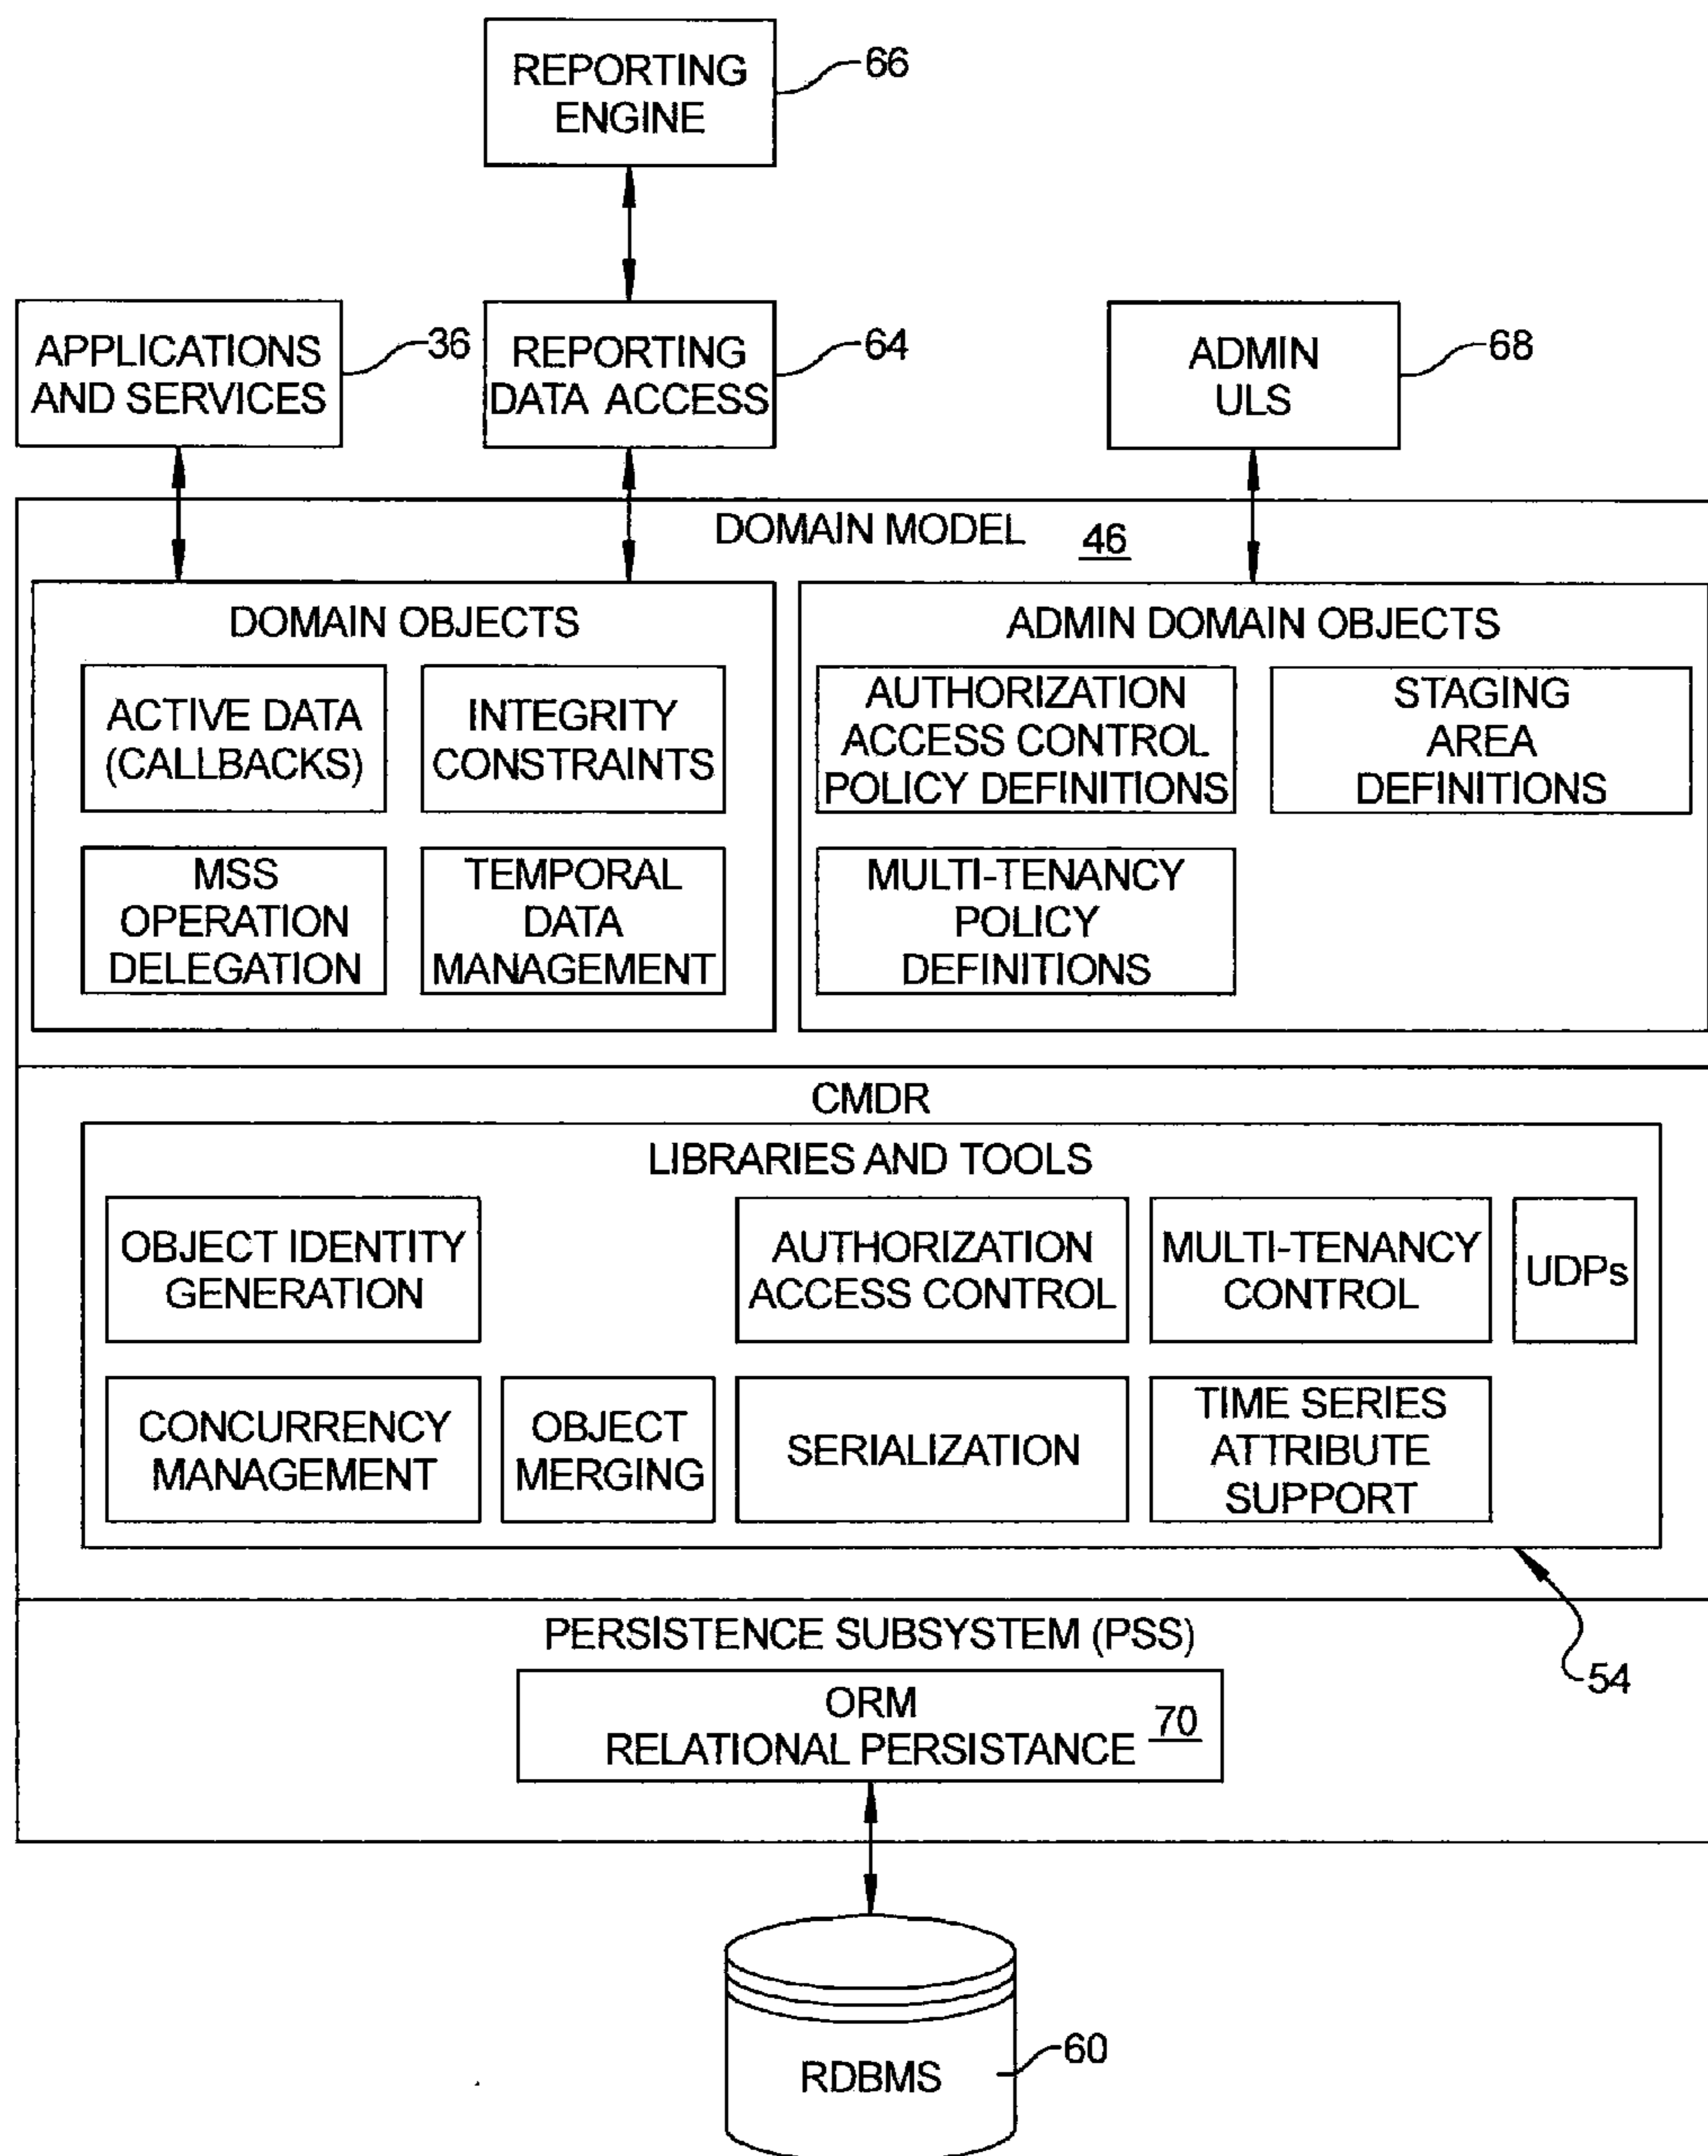 REPORTING
ENGINE
66
APPLICATIONS
AND SERVICES
36
REPORTING
DATA ACCESS
64
ADMIN
ULS
68
DOMAIN MODEL
46
DOMAIN OBJECTS
ACTIVE DATA
(CALLBACKS)
INTEGRITY
CONSTRAINTS
MSS
OPERATION
DELEGATION
TEMPORAL
DATA
MANAGEMENT
ADMIN DOMAIN OBJECTS
AUTHORIZATION
ACCESS CONTROL
POLICY DEFINITIONS
STAGING
AREA
DEFINITIONS
MULTI-TENANCY
POLICY
DEFINITIONS
CMDR
LIBRARIES AND TOOLS
OBJECT IDENTITY
GENERATION
AUTHORIZATION
ACCESS CONTROL
MULTI-TENANCY
CONTROL
UDPs
CONCURRENCY
MANAGEMENT
OBJECT
MERGING
SERIALIZATION
TIME SERIES
ATTRIBUTE
SUPPORT
54
PERSISTENCE SUBSYSTEM (PSS)
ORM
RELATIONAL PERSISTANCE
70
RDBMS
60